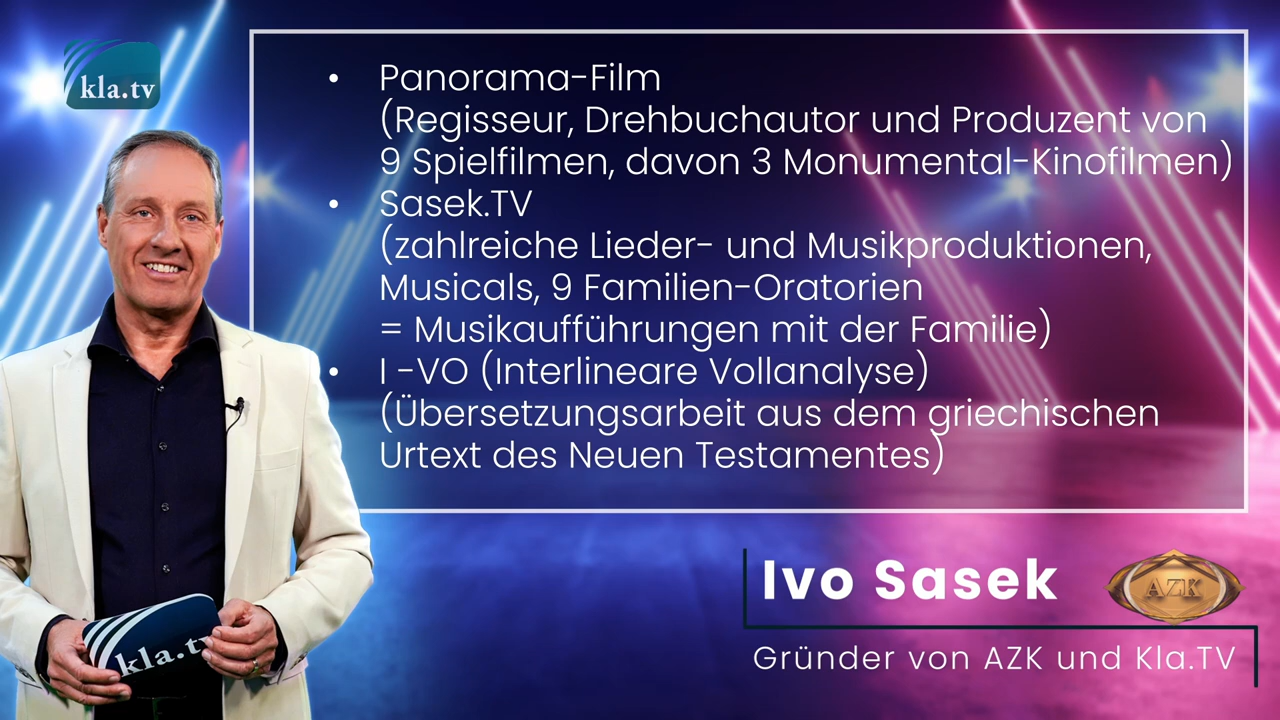 kla.tv
• Panorama-Film
(Regisseur, Drehbuchautor und Produzent von
9 Spielfilmen, davon 3 Monumental-Kinofilmen)
• Sasek.TV
(zahlreiche Lieder- und Musikproduktionen,
Musicals, 9 Familien-Oratorien
= Musikaufführungen mit der Familie)
• I -VO (Interlineare Vollanalyse)
(Übersetzungsarbeit aus dem griechischen
Urtext des Neuen Testamentes)
Ivo Sasek
AZK
Gründer von AZK und Kla.TV
kla.tv